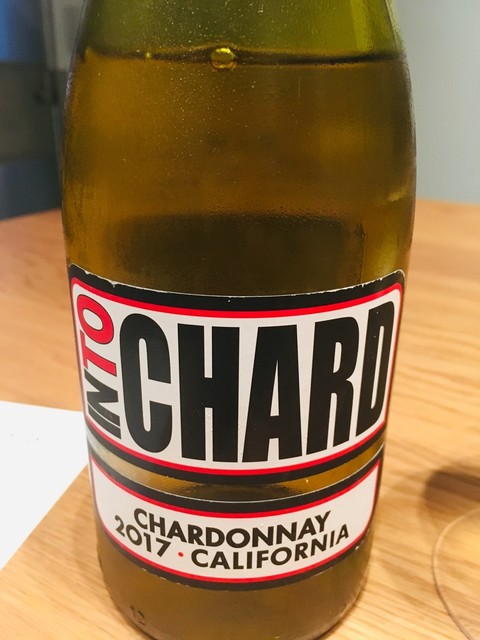 INTO
CHARD
CHARDONNAY
2017 · CALIFORNIA